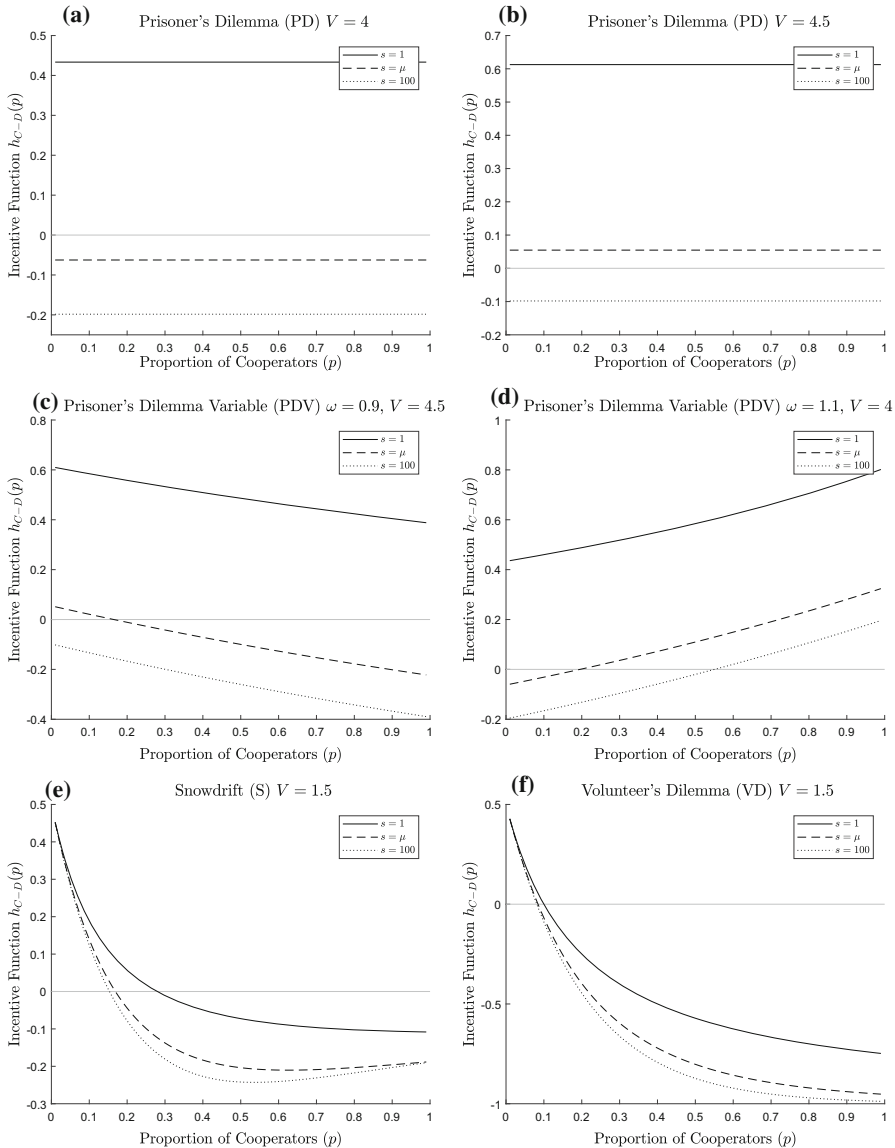 (a)
Prisoner's Dilemma (PD) V = 4
0.5
0.4
0.3
0.2
0.1
0
-0.1
-0.2
Incentive Function h_{C-D}(p)
s = 1
s = μ
s = 100
0 0.1 0.2 0.3 0.4 0.5 0.6 0.7 0.8 0.9 1
Proportion of Cooperators (p)
(b)
Prisoner's Dilemma (PD) V = 4.5
0.7
0.6
0.5
0.4
0.3
0.2
0.1
0
-0.1
-0.2
Incentive Function h_{C-D}(p)
s = 1
s = μ
s = 100
0 0.1 0.2 0.3 0.4 0.5 0.6 0.7 0.8 0.9 1
Proportion of Cooperators (p)
(c)
Prisoner's Dilemma Variable (PDV) ω = 0.9, V = 4.5
0.8
0.6
0.4
0.2
0
-0.2
-0.4
Incentive Function h_{C-D}(p)
s = 1
s = μ
s = 100
0 0.1 0.2 0.3 0.4 0.5 0.6 0.7 0.8 0.9 1
Proportion of Cooperators (p)
(d)
Prisoner's Dilemma Variable (PDV) ω = 1.1, V = 4
1
0.8
0.6
0.4
0.2
0
-0.2
Incentive Function h_{C-D}(p)
s = 1
s = μ
s = 100
0 0.1 0.2 0.3 0.4 0.5 0.6 0.7 0.8 0.9 1
Proportion of Cooperators (p)
(e)
Snowdrift (S) V = 1.5
0.5
0.4
0.3
0.2
0.1
0
-0.1
-0.2
-0.3
Incentive Function h_{C-D}(p)
s = 1
s = μ
s = 100
0 0.1 0.2 0.3 0.4 0.5 0.6 0.7 0.8 0.9 1
Proportion of Cooperators (p)
(f)
Volunteer's Dilemma (VD) V = 1.5
0.5
0
-0.5
-1
Incentive Function h_{C-D}(p)
s = 1
s = μ
s = 100
0 0.1 0.2 0.3 0.4 0.5 0.6 0.7 0.8 0.9 1
Proportion of Cooperators (p)